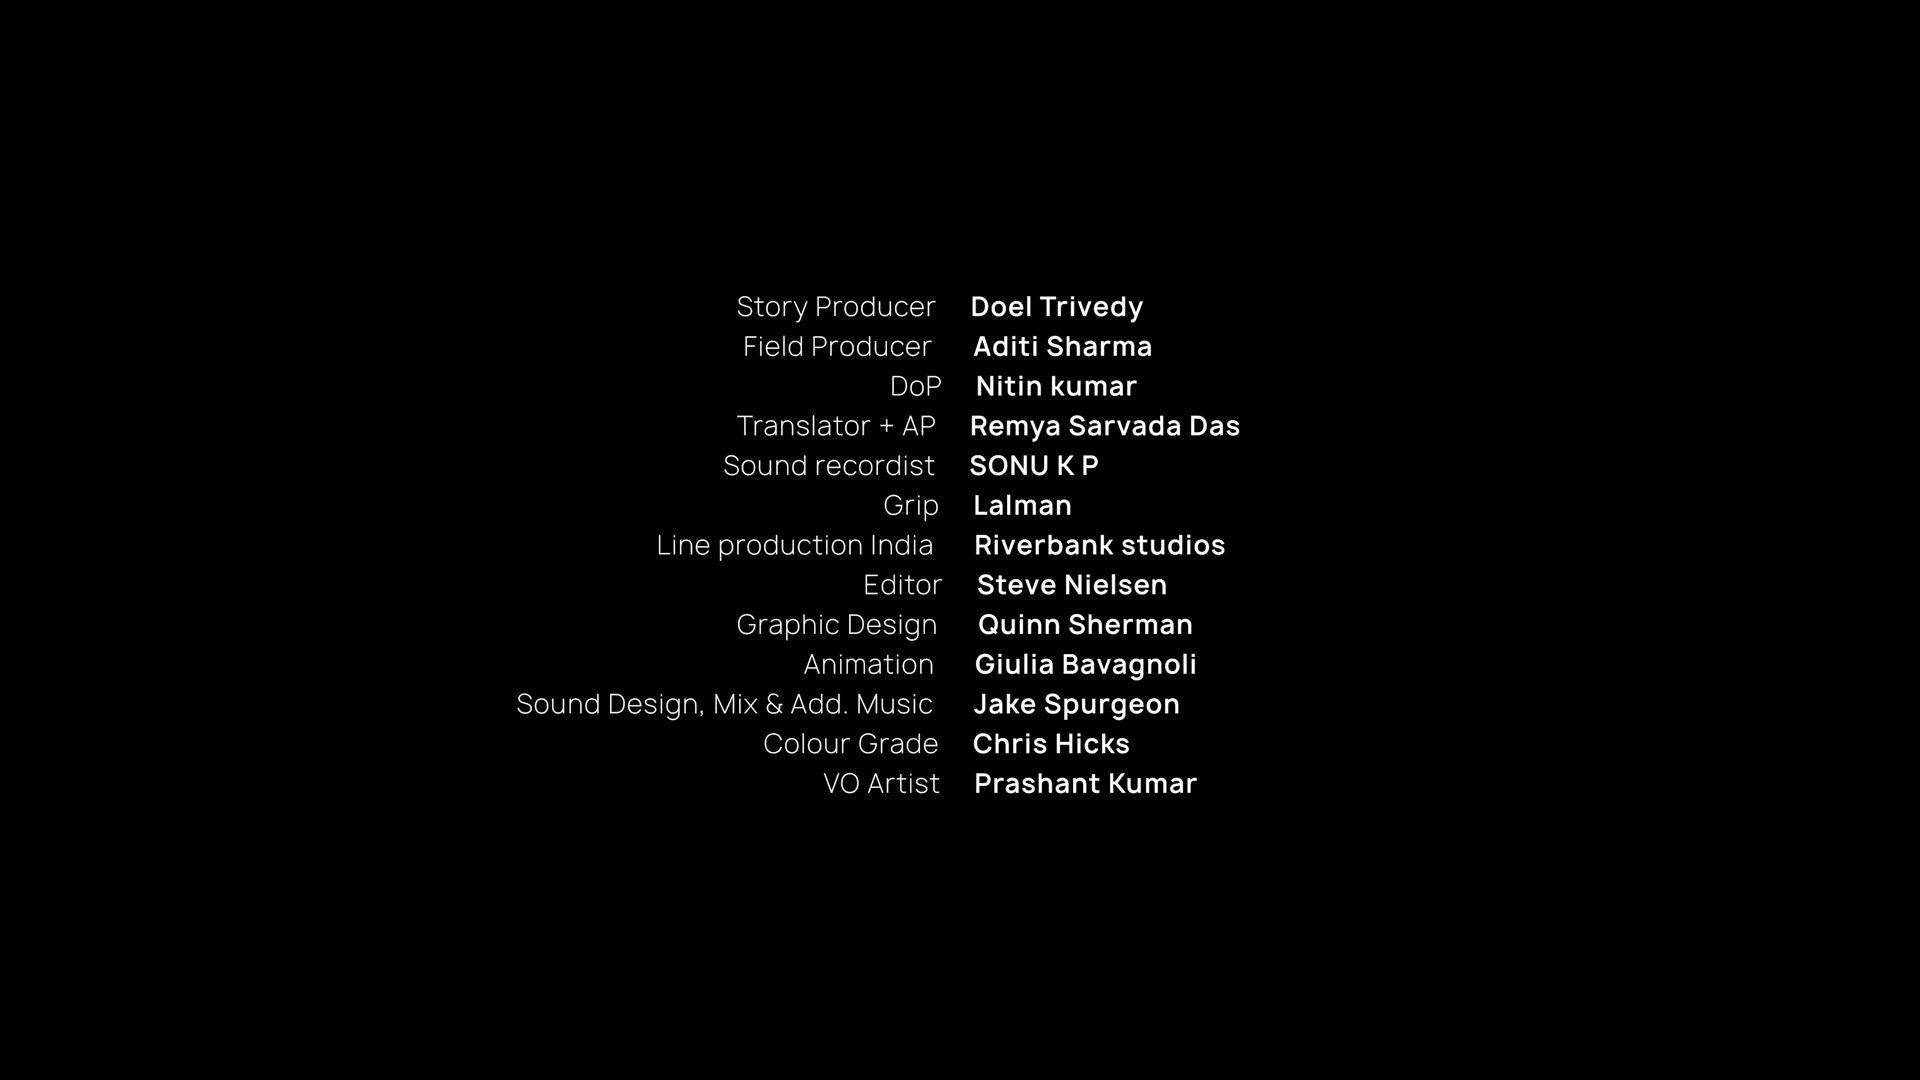 Story Producer Doel Trivedy
Field Producer Aditi Sharma
DoP Nitin kumar
Translator + AP Remya Sarvada Das
Sound recordist SONU K P
Grip Lalman
Line production India Riverbank studios
Editor Steve Nielsen
Graphic Design Quinn Sherman
Animation Giulia Bavagnoli
Sound Design, Mix & Add. Music Jake Spurgeon
Colour Grade Chris Hicks
VO Artist Prashant Kumar